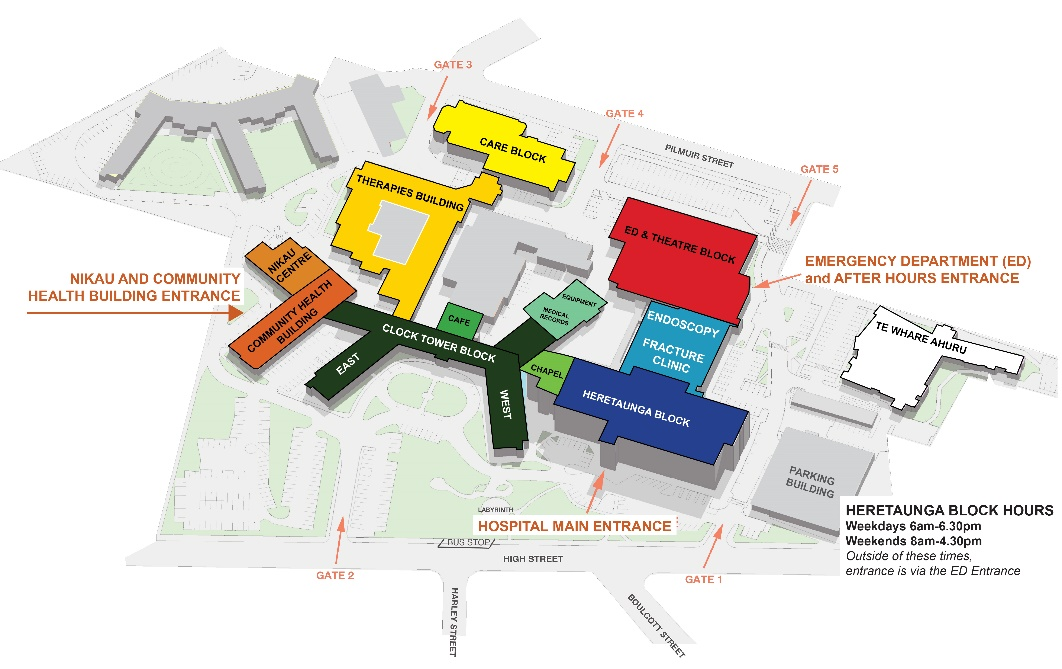 GATE 3
GATE 4
PILMUIR STREET
GATE 5
CARE BLOCK
THERAPIES BUILDING
ED & THEATRE BLOCK
EMERGENCY DEPARTMENT (ED)
and AFTER HOURS ENTRANCE
NIKAU
CENTRE
NIKAU AND COMMUNITY
HEALTH BUILDING ENTRANCE
COMMUNITY HEALTH
BUILDING
EQUIPMENT
MEDICAL
RECORDS
CAFE
CLOCK TOWER BLOCK
EAST
WEST
CHAPEL
ENDOSCOPY
FRACTURE
CLINIC
HERETAUNGA BLOCK
TE WHARE AHURU
PARKING
BUILDING
HERETAUNGA BLOCK HOURS
Weekdays 6am-6.30pm
Weekends 8am-4.30pm
Outside of these times,
entrance is via the ED Entrance
LABYRINTH
HOSPITAL MAIN ENTRANCE
BUS STOP
HIGH STREET
GATE 2
GATE 1
HARLEY STREET
BOULCOTT STREET